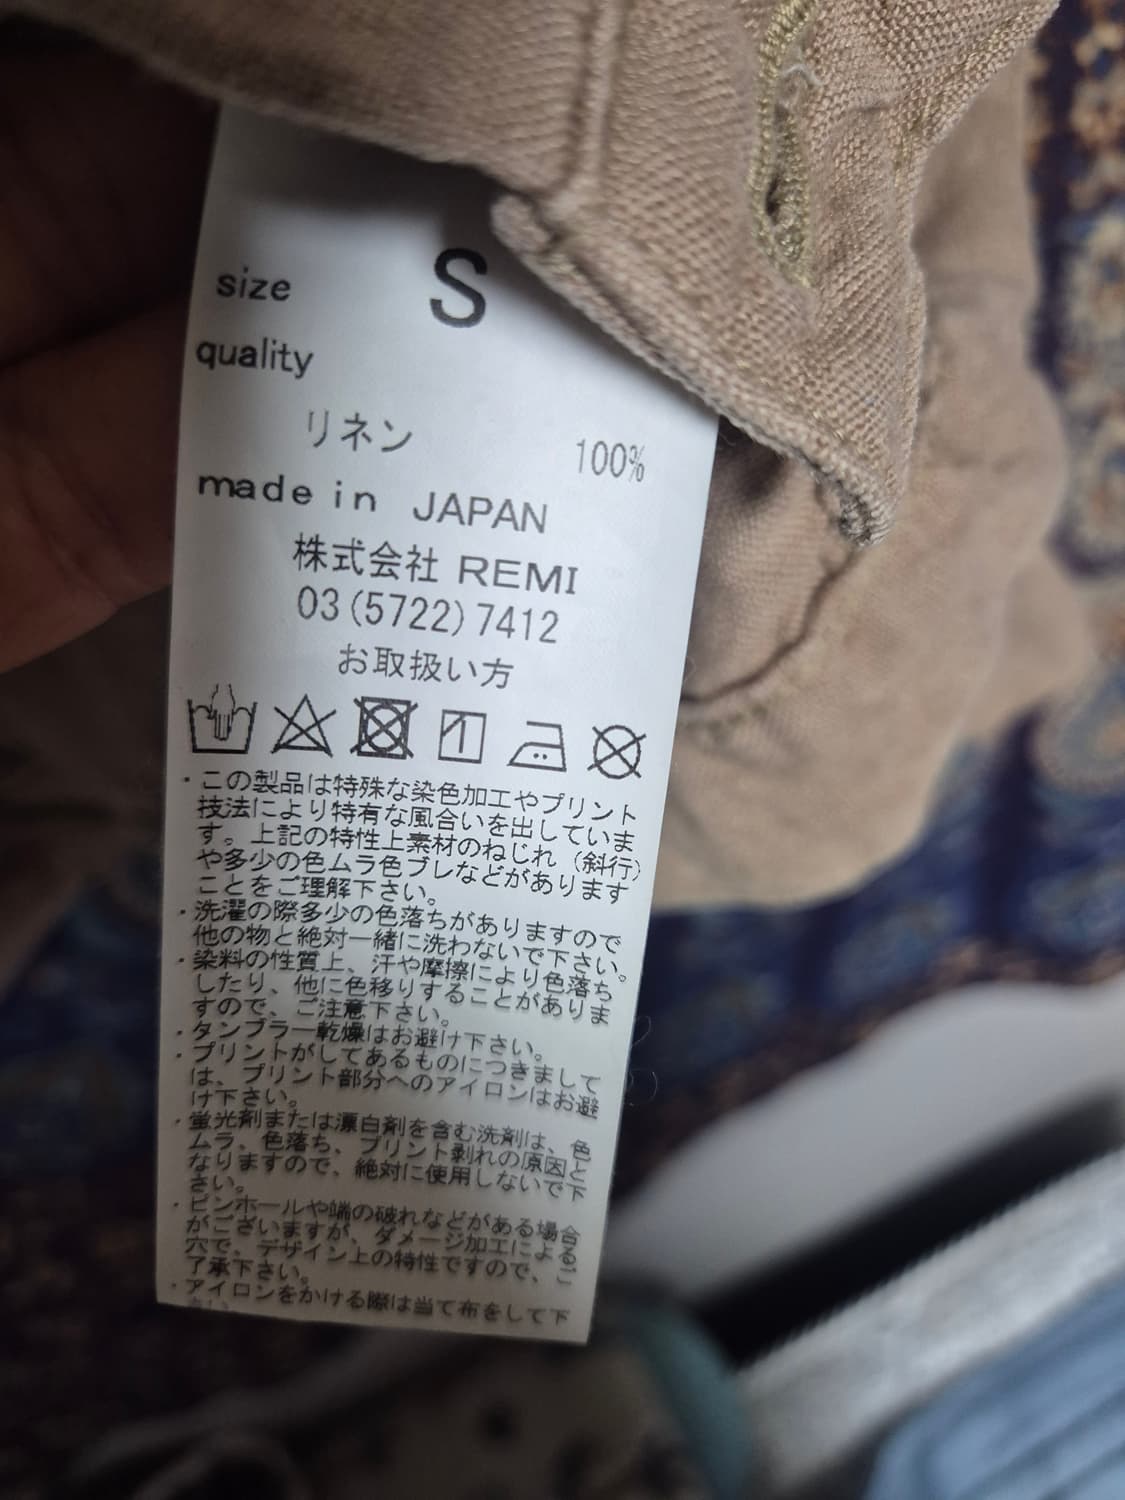 size S
quality
リネン 100%
made in JAPAN
株式会社 REMI
03(5722)7412
お取扱い方
・この製品は特殊な染色加工やプリント
技法により特有な風合いを出していま
す。上記の特性上素材のねじれ（斜行）
や多少の色ムラ色ブレなどがあります
ことをご理解下さい。
・洗濯の際多少の色落ちがありますので
他の物と絶対一緒に洗わないで下さい。
・染料の性質上、汗や摩擦により色落ち
したり、他に色移りすることがありま
すので、ご注意下さい。
・タンブラー乾燥はお避け下さい。
・プリントがしてあるものにつきまして
は、プリント部分へのアイロンはお避
け下さい。
・蛍光剤または漂白剤を含む洗剤は、色
ムラ、色落ち、プリント剥れの原因と
なりますので、絶対に使用しないで下
さい。
・ピンホールや端の破れなどがある場合
がございますが、ダメージ加工による
穴で、デザイン上の特性ですので、ご
了承下さい。
・アイロンをかける際は当て布をして下
さい。